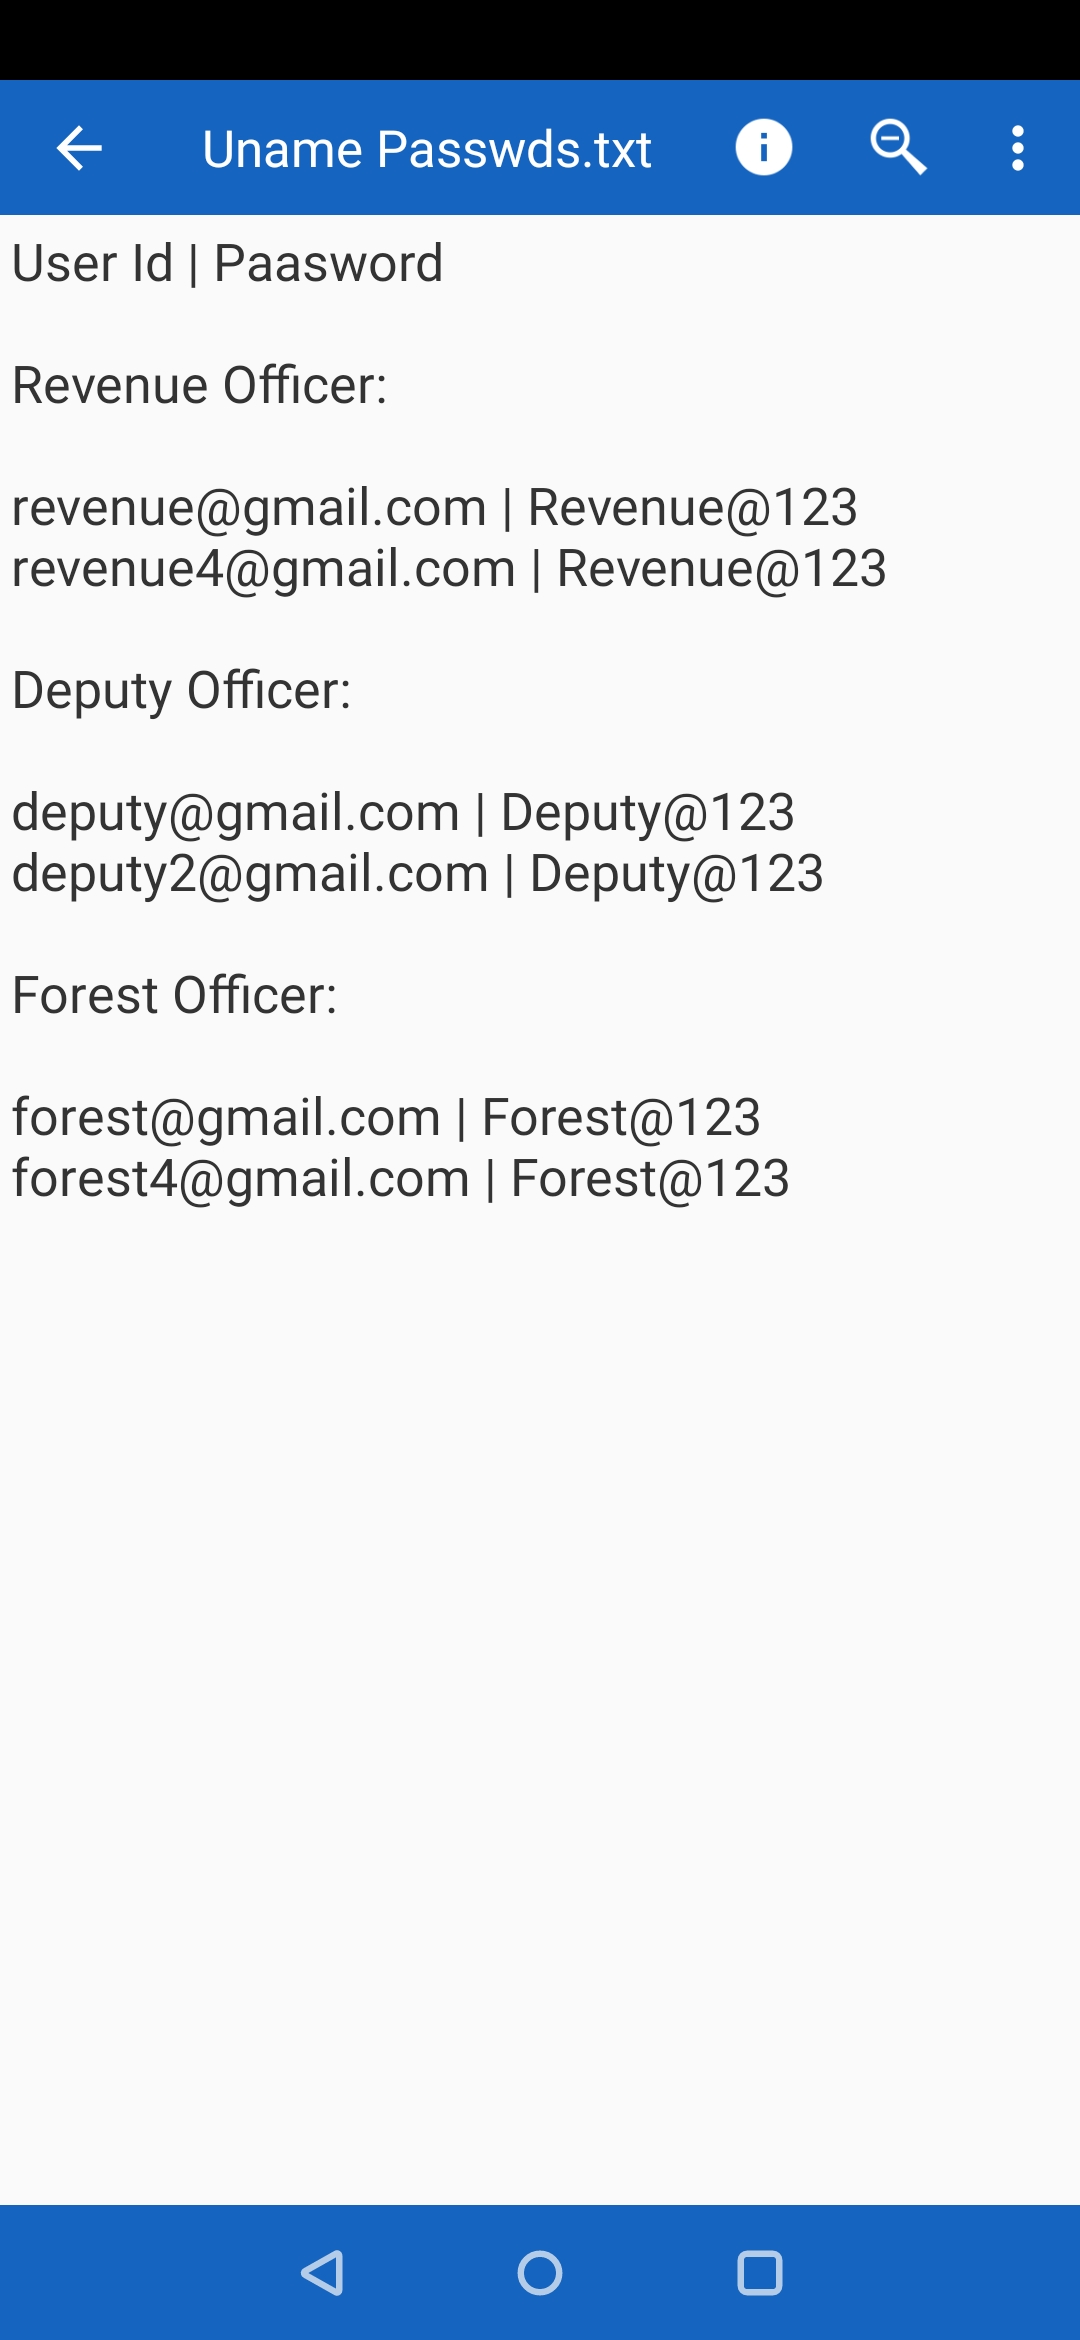 Uname Passwds.txt
User Id | Paasword
Revenue Officer:
revenue@gmail.com | Revenue@123
revenue4@gmail.com | Revenue@123
Deputy Officer:
deputy@gmail.com | Deputy@123
deputy2@gmail.com | Deputy@123
Forest Officer:
forest@gmail.com | Forest@123
forest4@gmail.com | Forest@123